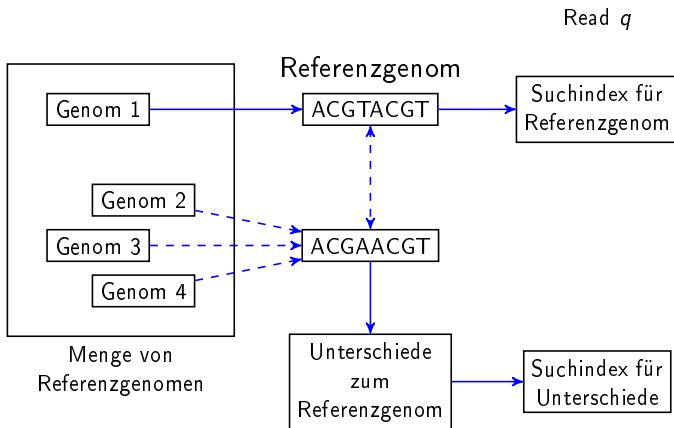 Read q
Referenzgenom
Genom 1
ACGTACGT
Suchindex für
Referenzgenom
Genom 2
Genom 3
Genom 4
ACGAACGT
Menge von
Referenzgenomen
Unterschiede
zum
Referenzgenom
Suchindex für
Unterschiede